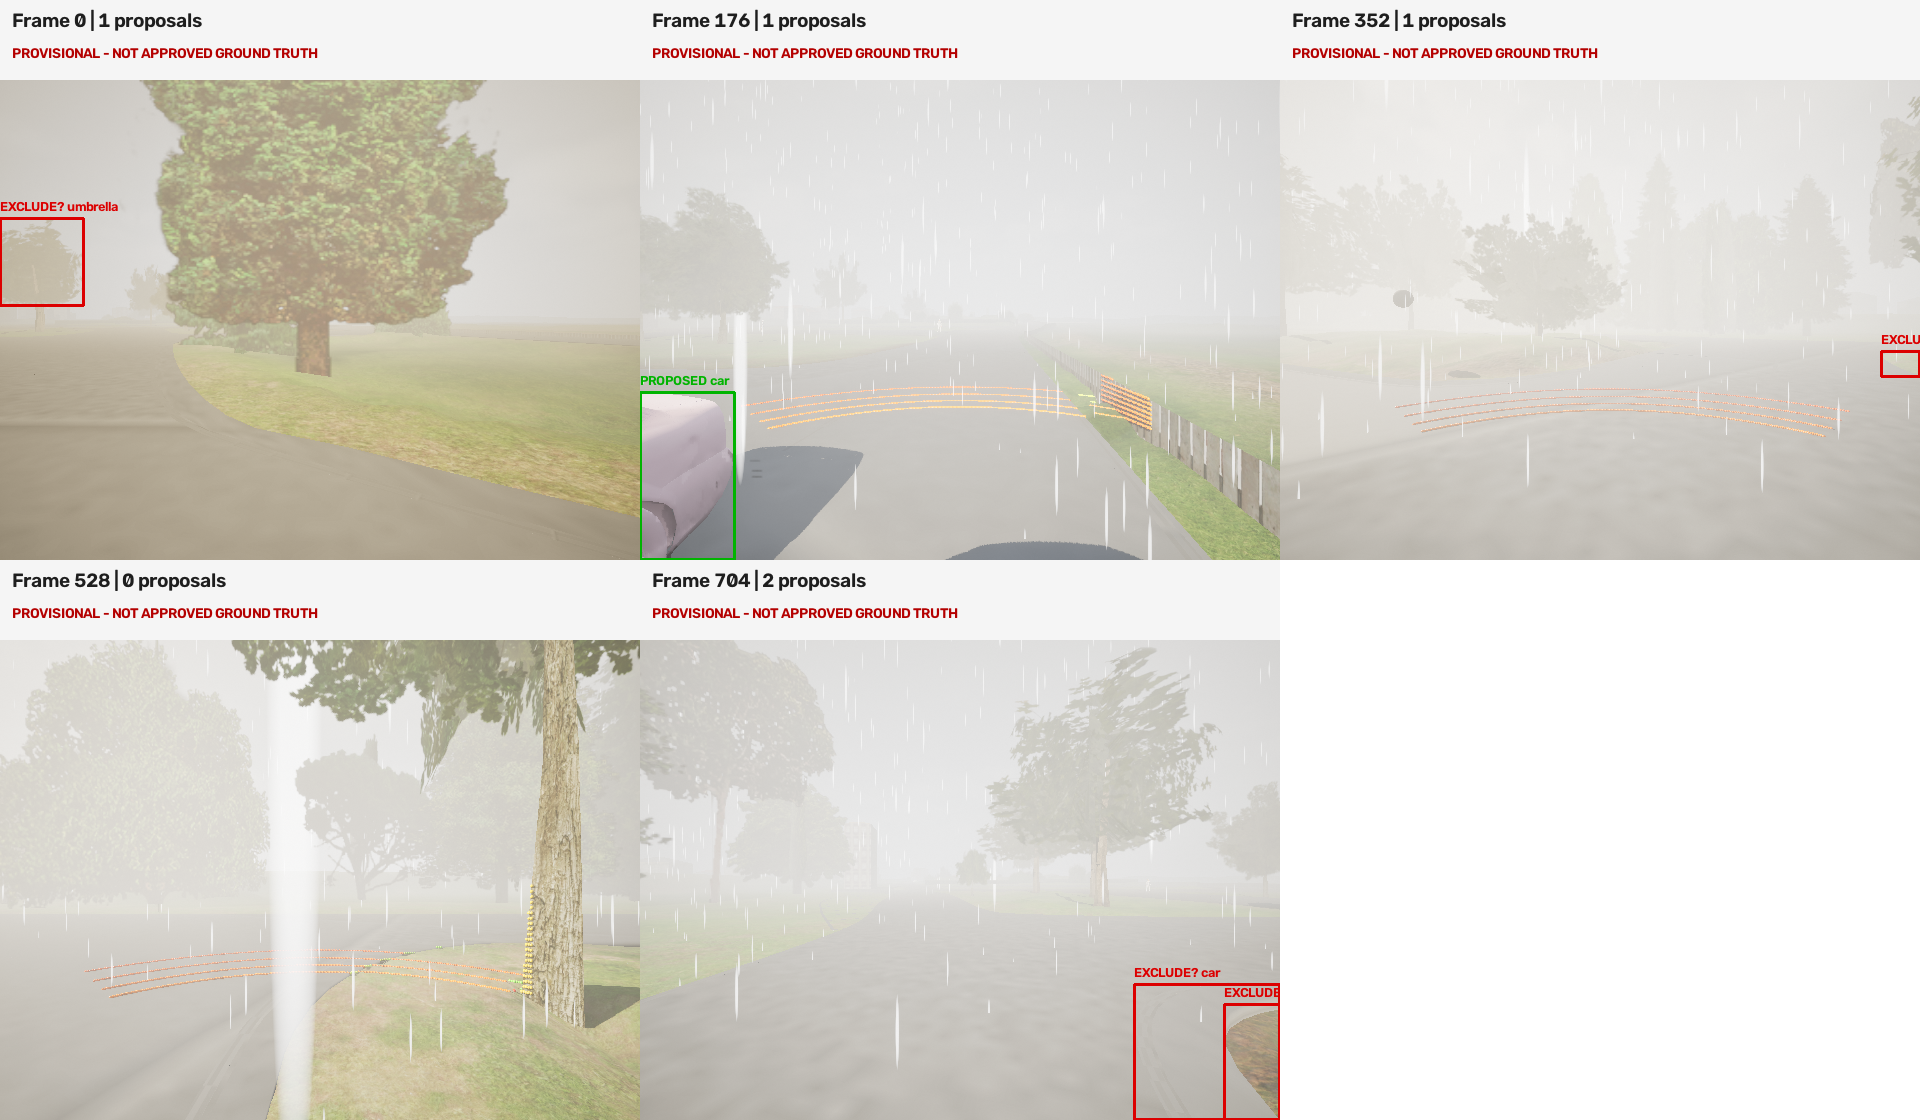 Frame 0 | 1 proposals
PROVISIONAL - NOT APPROVED GROUND TRUTH
EXCLUDE? umbrella
Frame 176 | 1 proposals
PROVISIONAL - NOT APPROVED GROUND TRUTH
PROPOSED car
Frame 352 | 1 proposals
PROVISIONAL - NOT APPROVED GROUND TRUTH
EXCLU
Frame 528 | 0 proposals
PROVISIONAL - NOT APPROVED GROUND TRUTH
Frame 704 | 2 proposals
PROVISIONAL - NOT APPROVED GROUND TRUTH
EXCLUDE? car
EXCLUDE